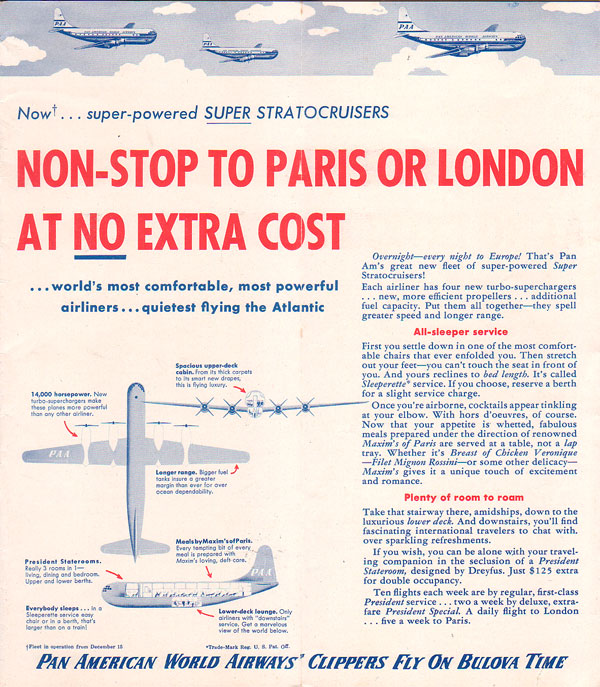 PAA
PAN AMERICAN WORLD AIRWAYS
Now† . . . super-powered SUPER STRATOCRUISERS
NON-STOP TO PARIS OR LONDON
AT NO EXTRA COST
. . . world's most comfortable, most powerful
airliners . . . quietest flying the Atlantic
Spacious upper-deck
cabin. From its thick carpets
to its smart new drapes,
this is flying luxury.
14,000 horsepower. Now
turbo-superchargers make
these planes more powerful
than any other airliner.
PAA
Longer range. Bigger fuel
tanks insure a greater
margin than ever for over
ocean dependability.
Meals by Maxim's of Paris.
Every tempting bit of every
meal is prepared with
Maxim's loving, deft care.
President Staterooms.
Really 3 rooms in 1—
living, dining and bedroom.
Upper and lower berths.
PAA
Everybody sleeps . . . in a
Sleeperette service easy
chair or in a berth, that's
larger than on a train!
Lower-deck lounge. Only
airliners with "downstairs"
service. Get a marvelous
view of the world below.
Overnight—every night to Europe! That's Pan
Am's great new fleet of super-powered Super
Stratocruisers!
Each airliner has four new turbo-superchargers
. . . new, more efficient propellers . . . additional
fuel capacity. Put them all together—they spell
greater speed and longer range.
All-sleeper service
First you settle down in one of the most comfort-
able chairs that ever enfolded you. Then stretch
out your feet—you can't touch the seat in front of
you. And yours reclines to bed length. It's called
Sleeperette* service. If you choose, reserve a berth
for a slight service charge.
Once you're airborne, cocktails appear tinkling
at your elbow. With hors d'oeuvres, of course.
Now that your appetite is whetted, fabulous
meals prepared under the direction of renowned
Maxim's of Paris are served at a table, not a lap
tray. Whether it's Breast of Chicken Veronique
—Filet Mignon Rossini—or some other delicacy—
Maxim's gives it a unique touch of excitement
and romance.
Plenty of room to roam
Take that stairway there, amidships, down to the
luxurious lower deck. And downstairs, you'll find
fascinating international travelers to chat with.
over sparkling refreshments.
If you wish, you can be alone with your travel-
ing companion in the seclusion of a President
Stateroom, designed by Dreyfus. Just $125 extra
for double occupancy.
Ten flights each week are by regular, first-class
President service . . . two a week by deluxe, extra-
fare President Special. A daily flight to London
. . . five a week to Paris.
†Fleet in operation from December 15
*Trade-Mark Reg. U. S. Pat. Off.
PAN AMERICAN WORLD AIRWAYS* CLIPPERS FLY ON BULOVA TIME